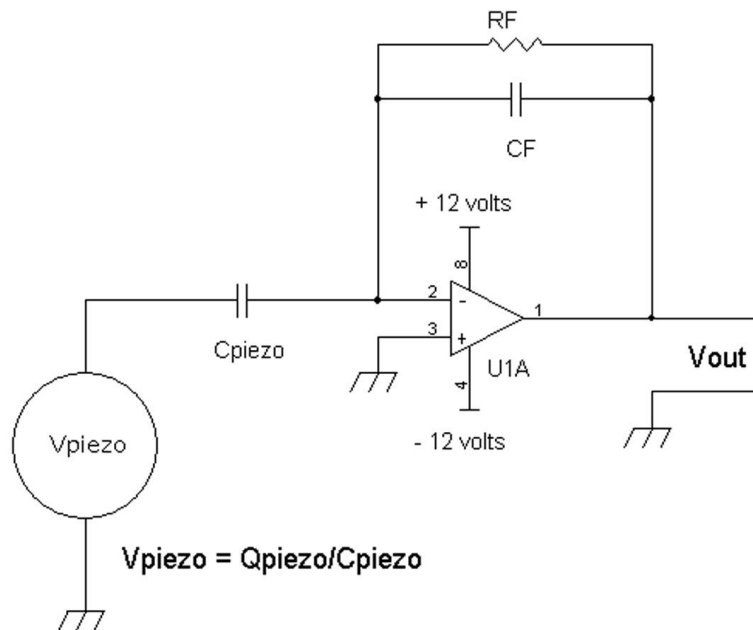 RF
CF
+ 12 volts
8
2
-
1
3
+
Cpiezo
U1A
Vout
4
Vpiezo
- 12 volts
Vpiezo = Qpiezo/Cpiezo